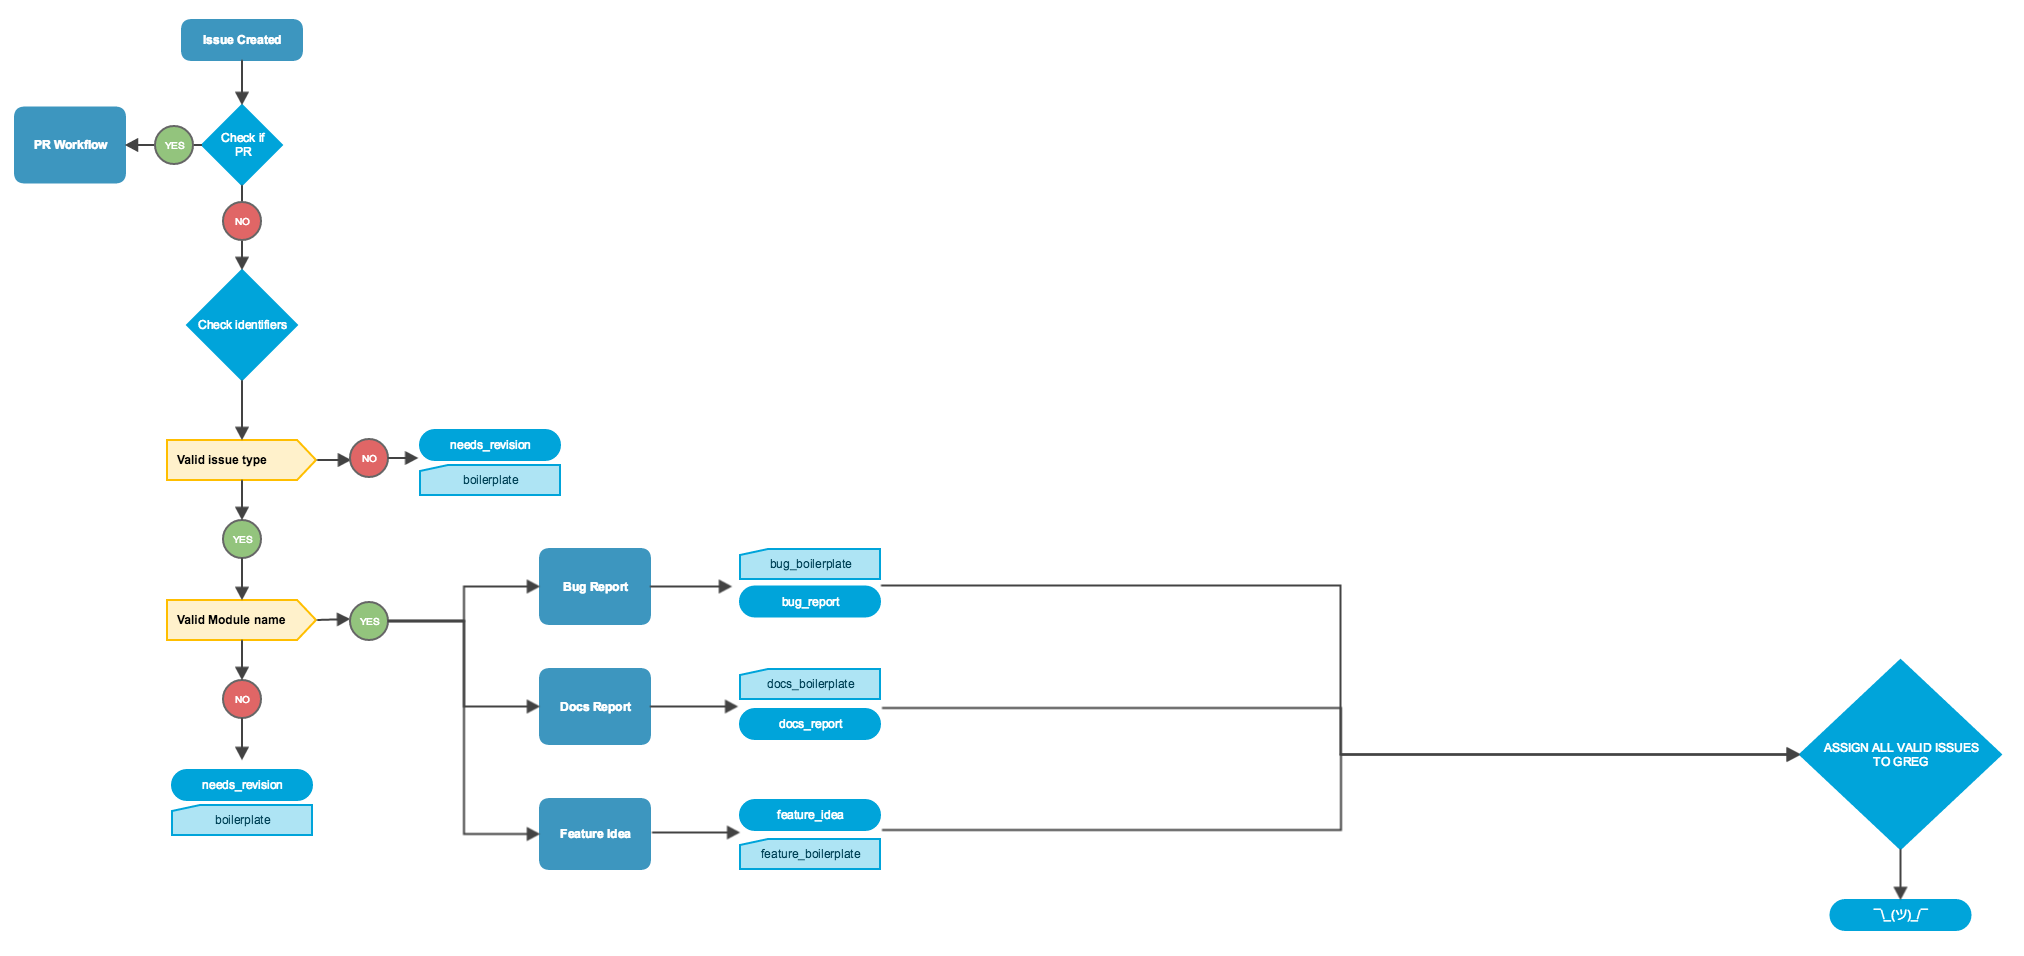 Issue Created
Check if
PR
YES
PR Workflow
NO
Check identifiers
Valid issue type
NO
needs_revision
boilerplate
YES
Valid Module name
YES
NO
needs_revision
boilerplate
Bug Report
bug_boilerplate
bug_report
Docs Report
docs_boilerplate
docs_report
Feature Idea
feature_idea
feature_boilerplate
ASSIGN ALL VALID ISSUES
TO GREG
¯\_(ツ)_/¯